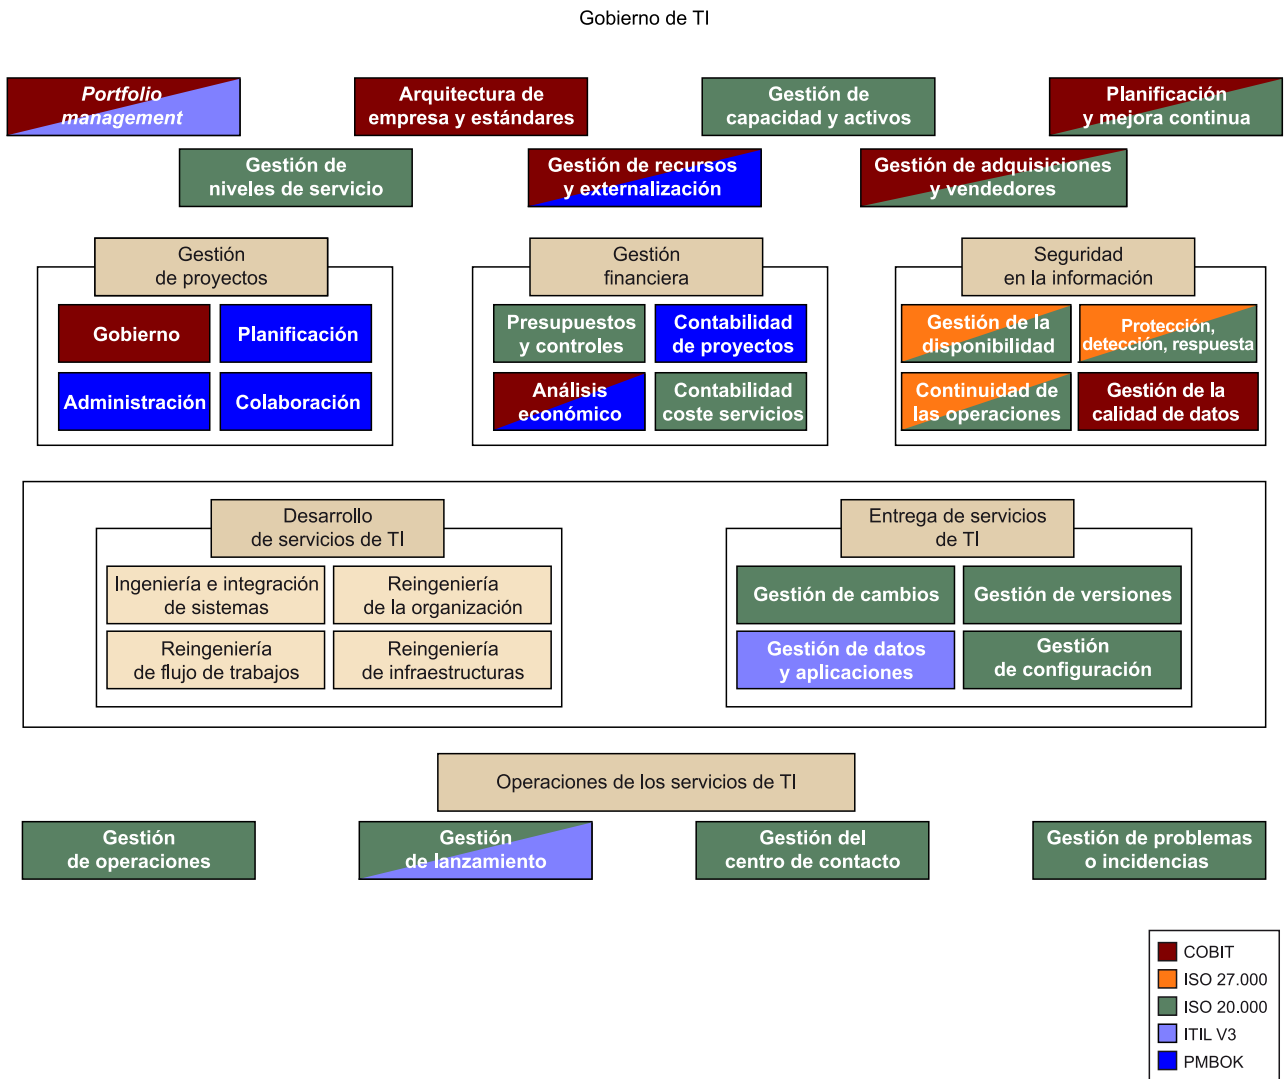 Gobierno de TI
Portfolio
management
Arquitectura de
empresa y estándares
Gestión de
capacidad y activos
Planificación
y mejora continua
Gestión de
niveles de servicio
Gestión de recursos
y externalización
Gestión de adquisiciones
y vendedores
Gestión
de proyectos
Gobierno
Planificación
Administración
Colaboración
Gestión
financiera
Presupuestos
y controles
Contabilidad
de proyectos
Análisis
económico
Contabilidad
coste servicios
Seguridad
en la información
Gestión de la
disponibilidad
Protección,
detección, respuesta
Continuidad de
las operaciones
Gestión de la
calidad de datos
Desarrollo
de servicios de TI
Ingeniería e integración
de sistemas
Reingeniería
de la organización
Reingeniería
de flujo de trabajos
Reingeniería
de infraestructuras
Entrega de servicios
de TI
Gestión de cambios
Gestión de versiones
Gestión de datos
y aplicaciones
Gestión
de configuración
Operaciones de los servicios de TI
Gestión
de operaciones
Gestión
de lanzamiento
Gestión del
centro de contacto
Gestión de problemas
o incidencias
COBIT
ISO 27.000
ISO 20.000
ITIL V3
PMBOK